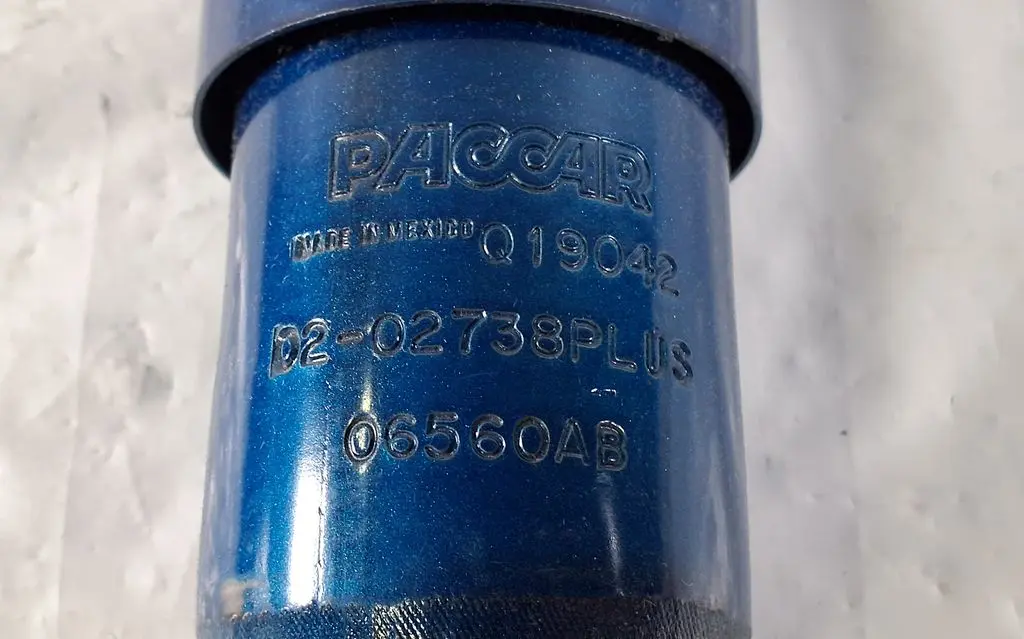 PACCAR
MADE IN MEXICO Q19042
D2-02738PLUS
06560AB